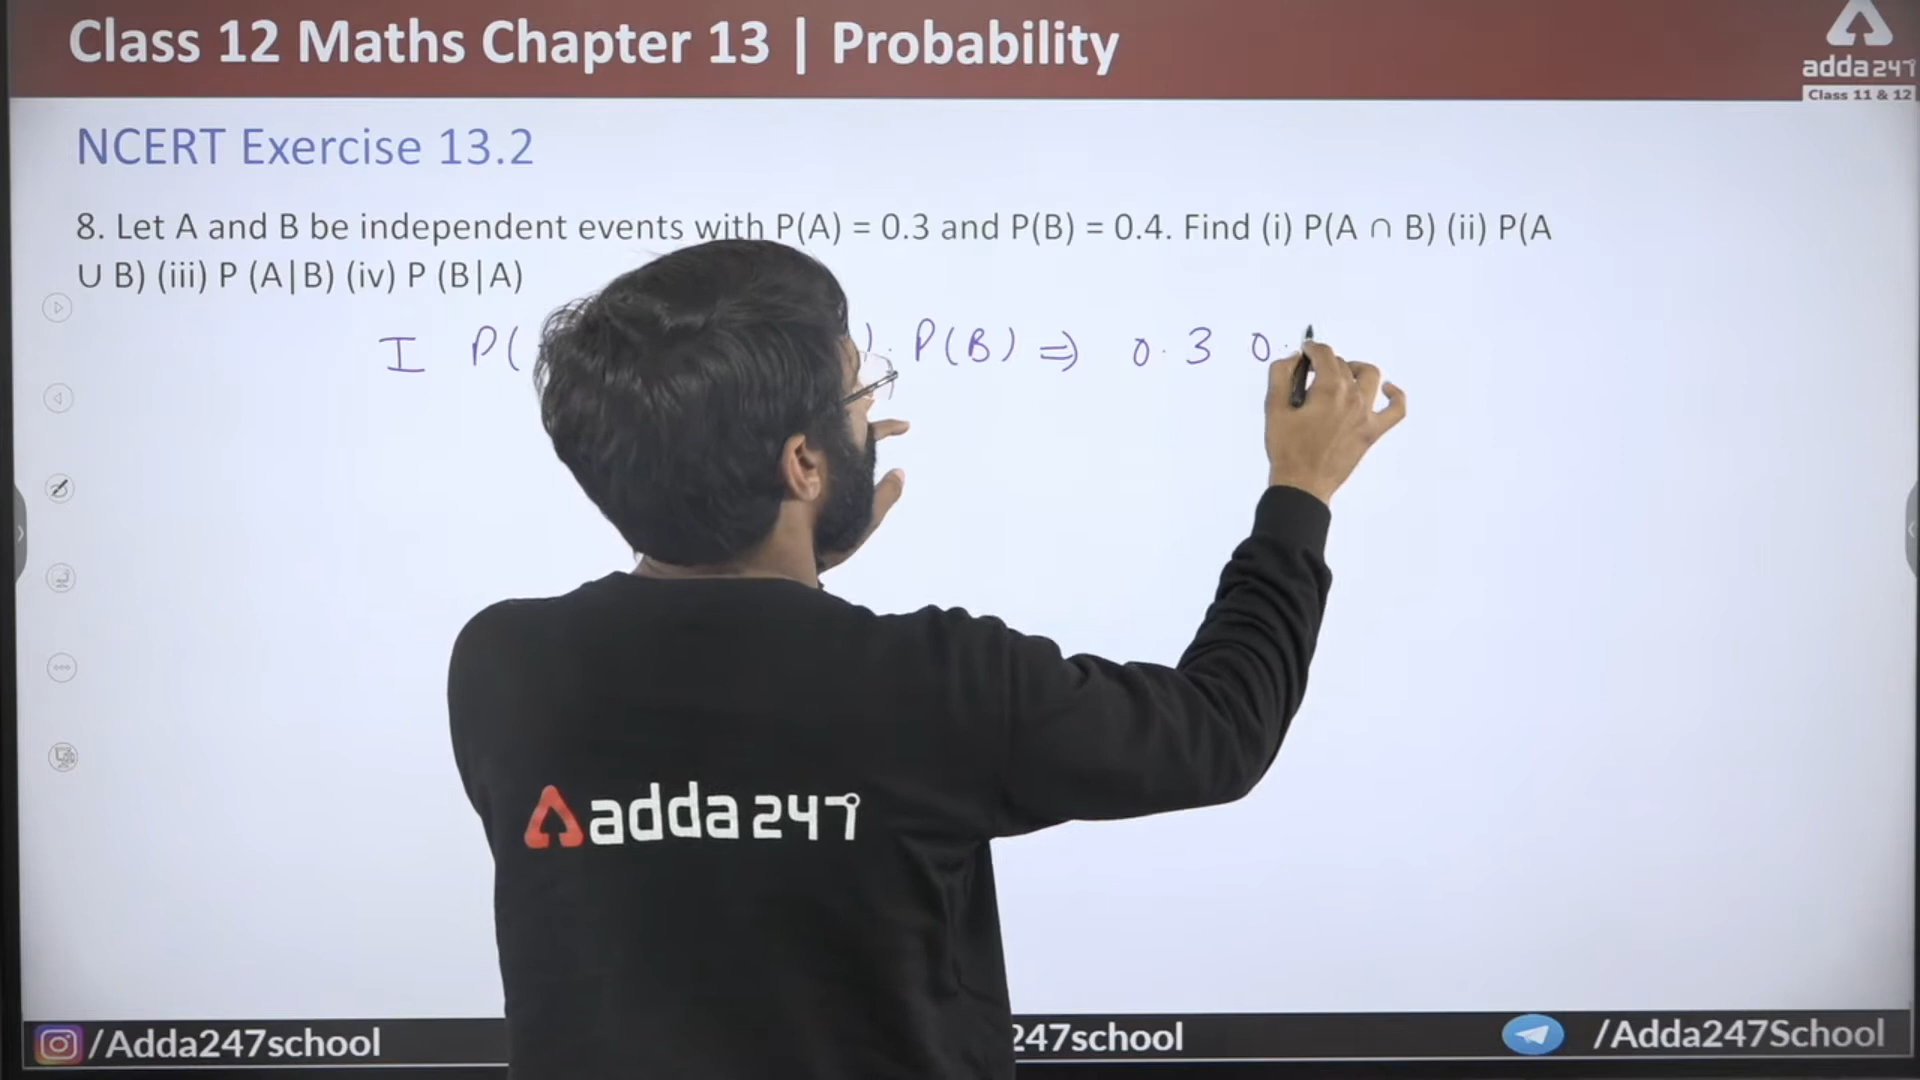 Class 12 Maths Chapter 13 | Probability
adda247
Class 11 & 12
NCERT Exercise 13.2
8. Let A and B be independent events with P(A) = 0.3 and P(B) = 0.4. Find (i) P(A ∩ B) (ii) P(A
∪ B) (iii) P (A|B) (iv) P (B|A)
I P( ). P(B) ⇒ 0.3 0.
adda247
/Adda247school
247school
/Adda247School